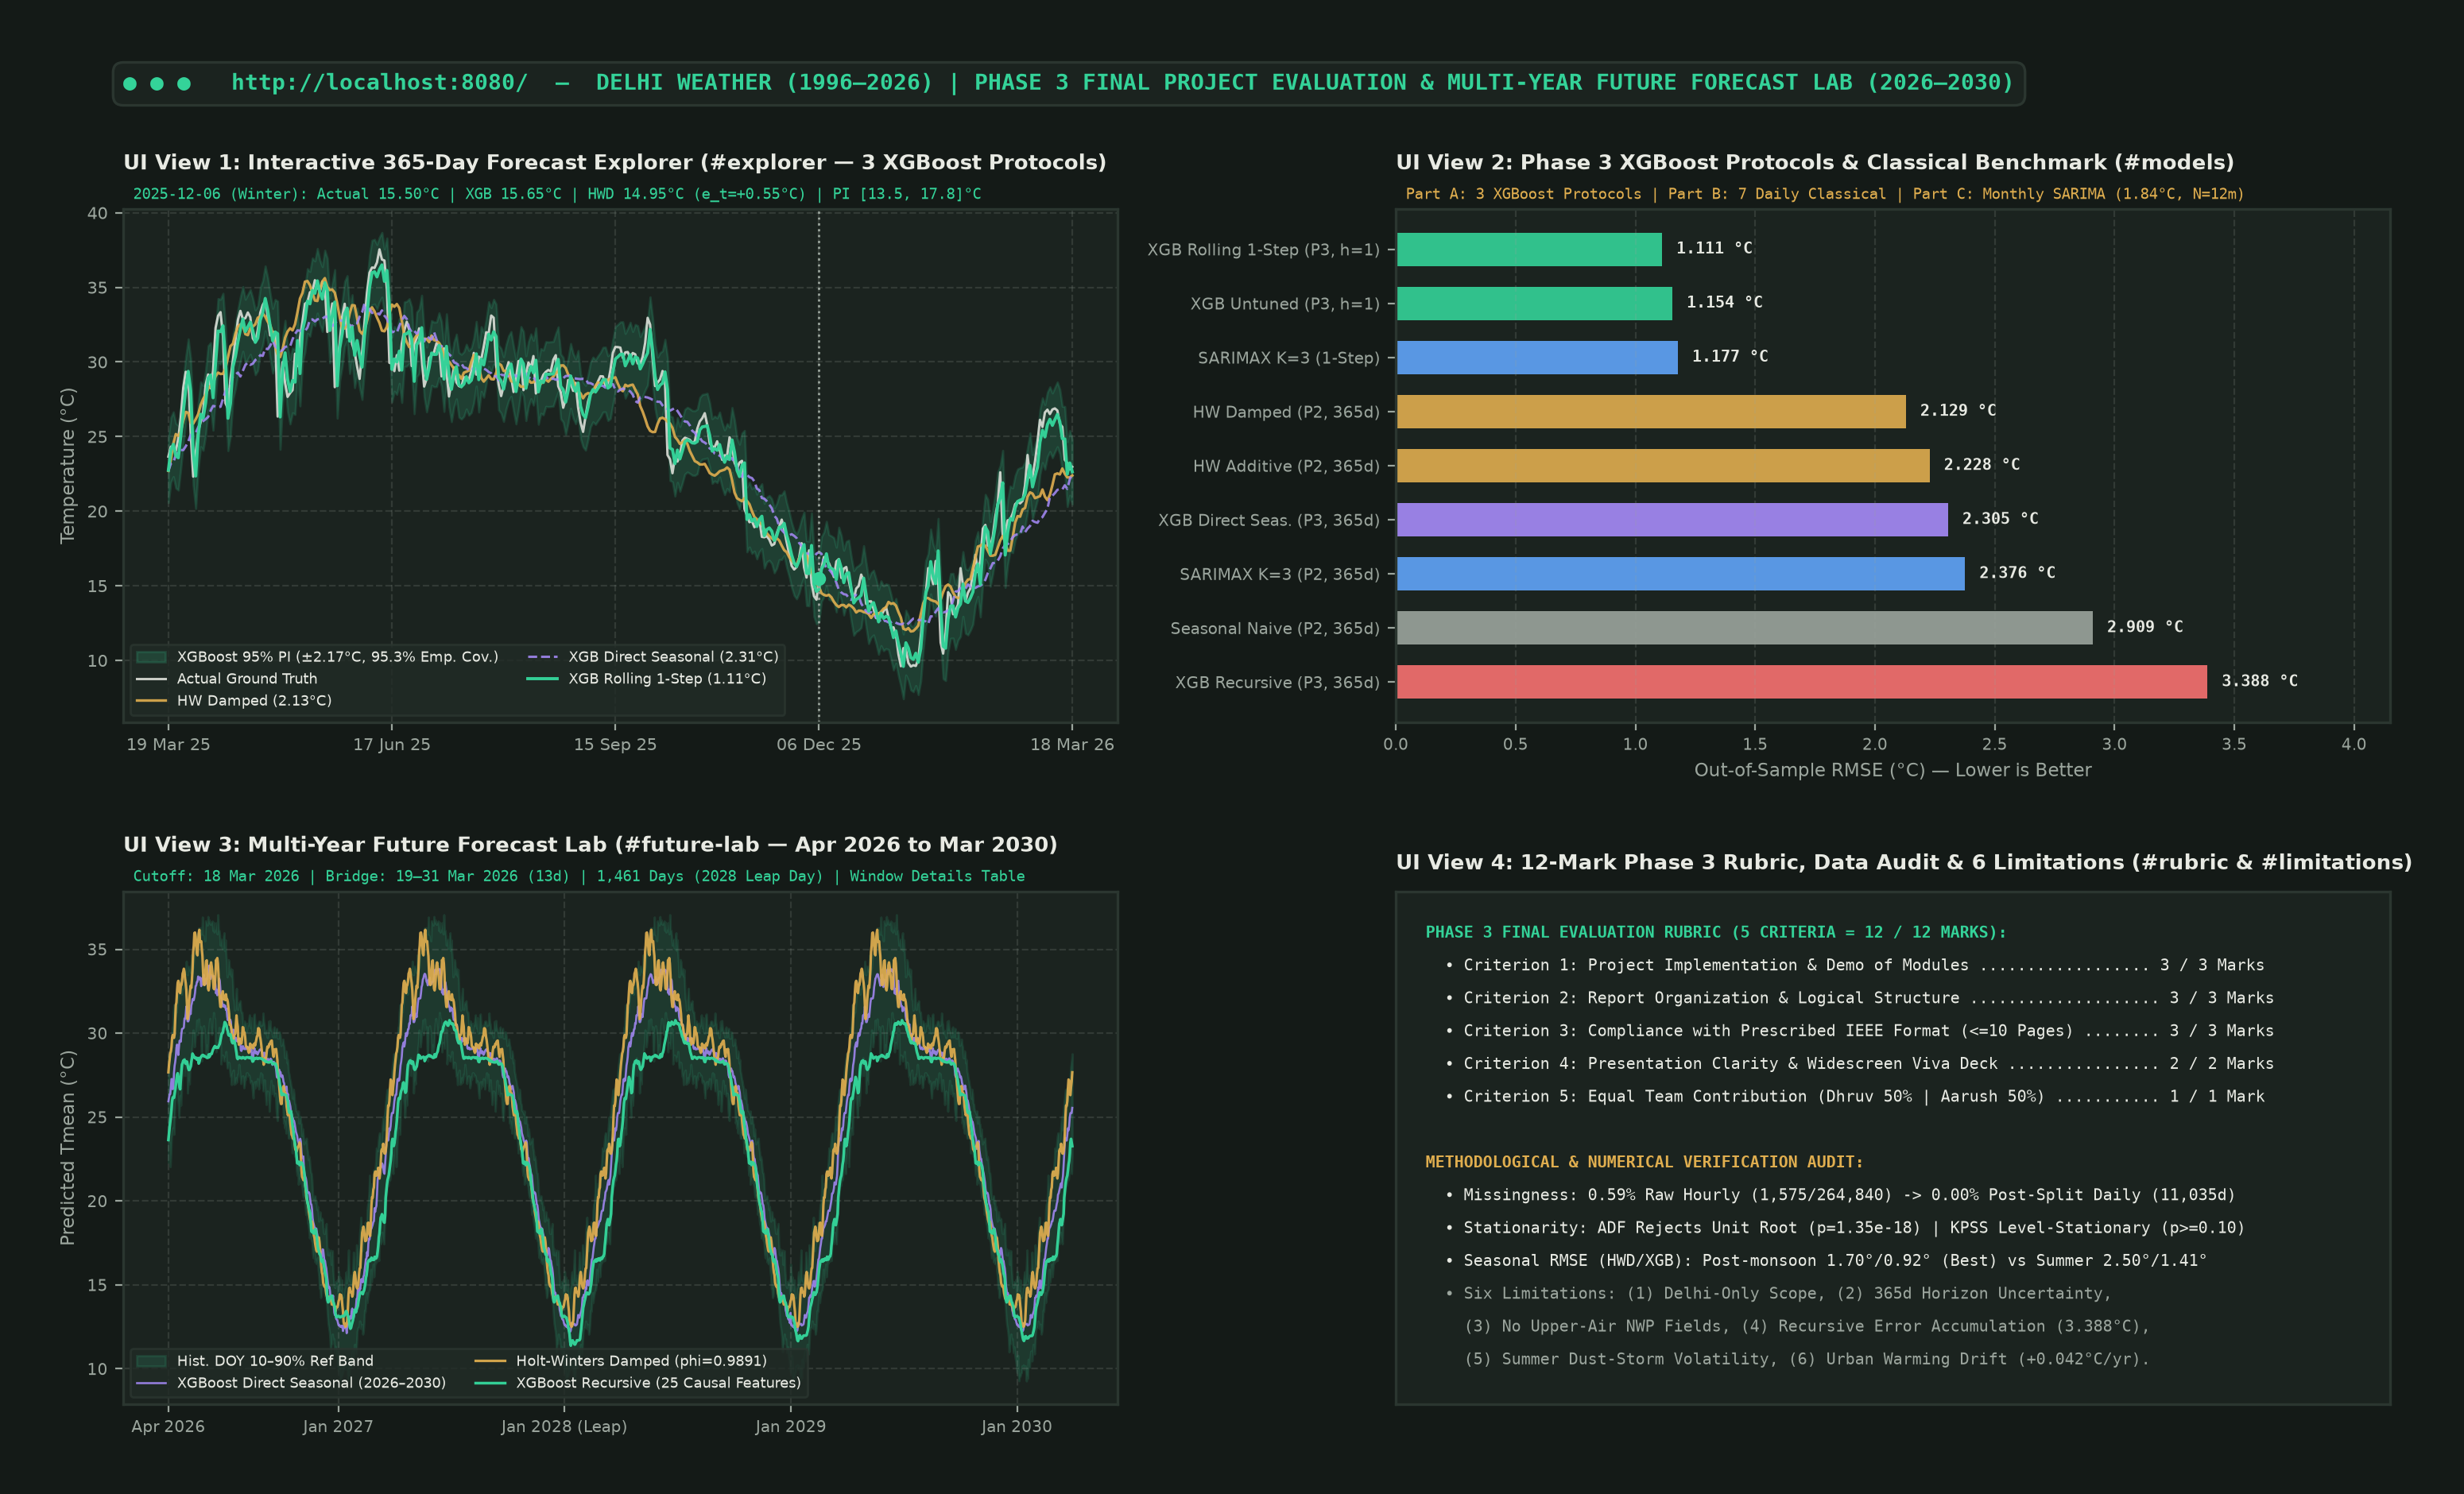 http://localhost:8080/ — DELHI WEATHER (1996–2026) | PHASE 3 FINAL PROJECT EVALUATION & MULTI-YEAR FUTURE FORECAST LAB (2026–2030)
UI View 1: Interactive 365-Day Forecast Explorer (#explorer — 3 XGBoost Protocols)
2025-12-06 (Winter): Actual 15.50°C | XGB 15.65°C | HWD 14.95°C (e_t=+0.55°C) | PI [13.5, 17.8]°C
Temperature (°C)
40
35
30
25
20
15
10
XGBoost 95% PI (±2.17°C, 95.3% Emp. Cov.)
Actual Ground Truth
HW Damped (2.13°C)
XGB Direct Seasonal (2.31°C)
XGB Rolling 1-Step (1.11°C)
19 Mar 25
17 Jun 25
15 Sep 25
06 Dec 25
18 Mar 26
UI View 2: Phase 3 XGBoost Protocols & Classical Benchmark (#models)
Part A: 3 XGBoost Protocols | Part B: 7 Daily Classical | Part C: Monthly SARIMA (1.84°C, N=12m)
XGB Rolling 1-Step (P3, h=1) 1.111 °C
XGB Untuned (P3, h=1) 1.154 °C
SARIMAX K=3 (1-Step) 1.177 °C
HW Damped (P2, 365d) 2.129 °C
HW Additive (P2, 365d) 2.228 °C
XGB Direct Seas. (P3, 365d) 2.305 °C
SARIMAX K=3 (P2, 365d) 2.376 °C
Seasonal Naive (P2, 365d) 2.909 °C
XGB Recursive (P3, 365d) 3.388 °C
0.0 0.5 1.0 1.5 2.0 2.5 3.0 3.5 4.0
Out-of-Sample RMSE (°C) — Lower is Better
UI View 3: Multi-Year Future Forecast Lab (#future-lab — Apr 2026 to Mar 2030)
Cutoff: 18 Mar 2026 | Bridge: 19–31 Mar 2026 (13d) | 1,461 Days (2028 Leap Day) | Window Details Table
Predicted Tmean (°C)
35
30
25
20
15
10
Hist. DOY 10–90% Ref Band
XGBoost Direct Seasonal (2026–2030)
Holt-Winters Damped (phi=0.9891)
XGBoost Recursive (25 Causal Features)
Apr 2026
Jan 2027
Jan 2028 (Leap)
Jan 2029
Jan 2030
UI View 4: 12-Mark Phase 3 Rubric, Data Audit & 6 Limitations (#rubric & #limitations)
PHASE 3 FINAL EVALUATION RUBRIC (5 CRITERIA = 12 / 12 MARKS):
• Criterion 1: Project Implementation & Demo of Modules .................. 3 / 3 Marks
• Criterion 2: Report Organization & Logical Structure .................... 3 / 3 Marks
• Criterion 3: Compliance with Prescribed IEEE Format (<=10 Pages) ........ 3 / 3 Marks
• Criterion 4: Presentation Clarity & Widescreen Viva Deck ................ 2 / 2 Marks
• Criterion 5: Equal Team Contribution (Dhruv 50% | Aarush 50%) ........... 1 / 1 Mark
METHODOLOGICAL & NUMERICAL VERIFICATION AUDIT:
• Missingness: 0.59% Raw Hourly (1,575/264,840) -> 0.00% Post-Split Daily (11,035d)
• Stationarity: ADF Rejects Unit Root (p=1.35e-18) | KPSS Level-Stationary (p>=0.10)
• Seasonal RMSE (HWD/XGB): Post-monsoon 1.70°/0.92° (Best) vs Summer 2.50°/1.41°
• Six Limitations: (1) Delhi-Only Scope, (2) 365d Horizon Uncertainty,
(3) No Upper-Air NWP Fields, (4) Recursive Error Accumulation (3.388°C),
(5) Summer Dust-Storm Volatility, (6) Urban Warming Drift (+0.042°C/yr).